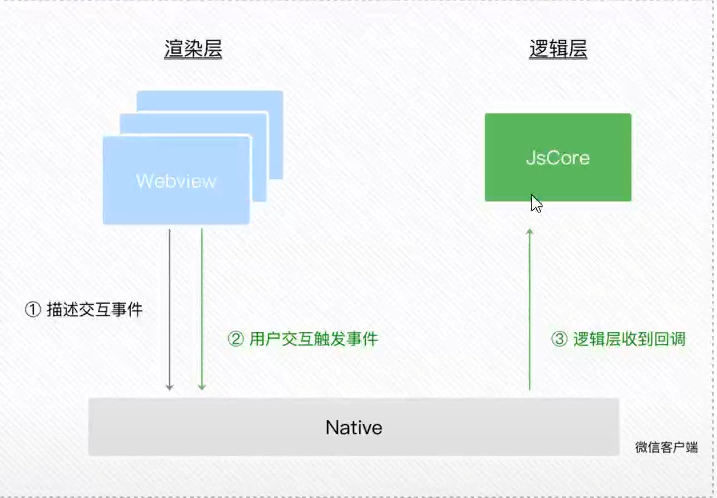 渲染层
逻辑层
Webview
JsCore
① 描述交互事件
② 用户交互触发事件
③ 逻辑层收到回调
Native
微信客户端